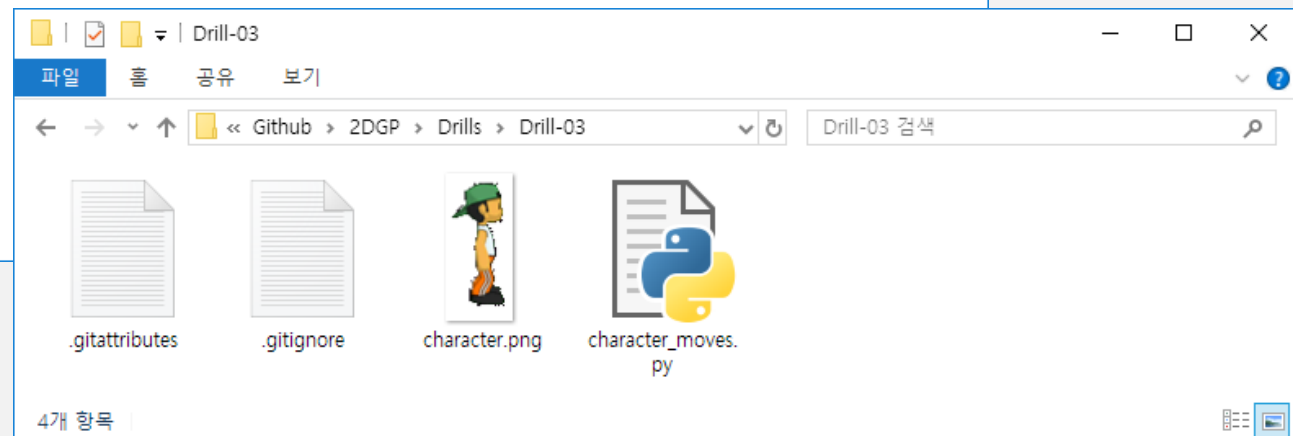 Drill-03
파일 홈 공유 보기
« Github > 2DGP > Drills > Drill-03
Drill-03 검색
.gitattributes
.gitignore
character.png
character_moves.
py
4개 항목